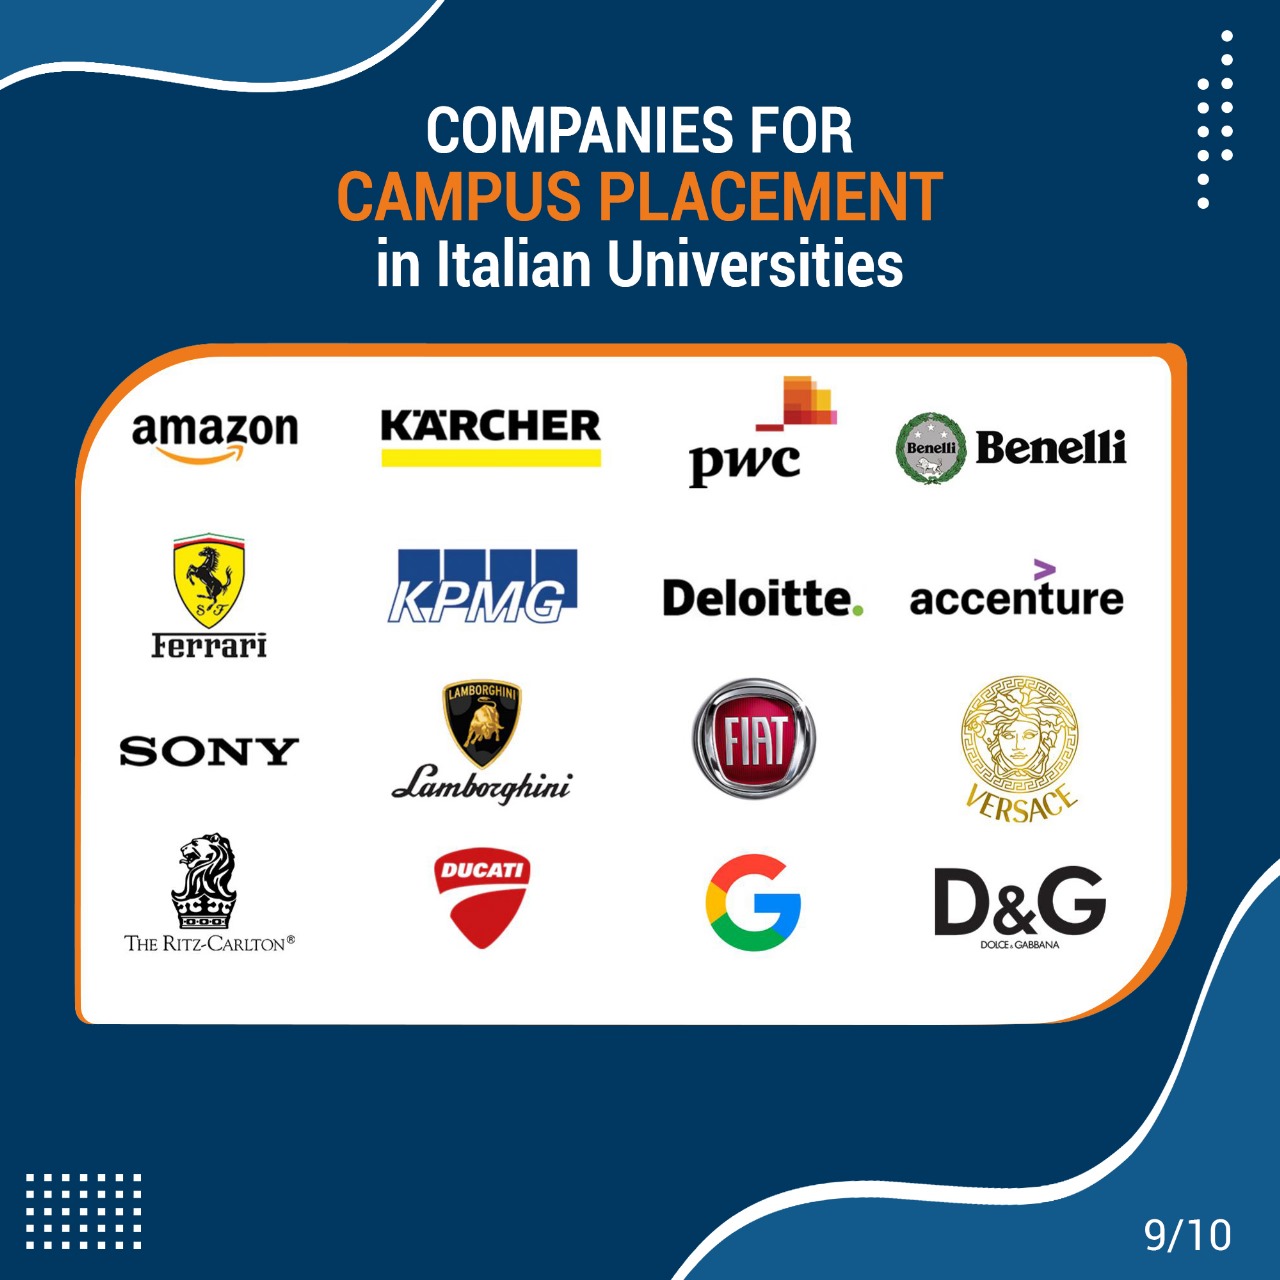 COMPANIES FOR
CAMPUS PLACEMENT
in Italian Universities
amazon
KÄRCHER
pwc
Benelli
Benelli
S F
Ferrari
KPMG
Deloitte.
accenture
SONY
LAMBORGHINI
Lamborghini
FIAT
VERSACE
THE RITZ-CARLTON®
DUCATI
G
D&G
DOLCE & GABBANA
9/10